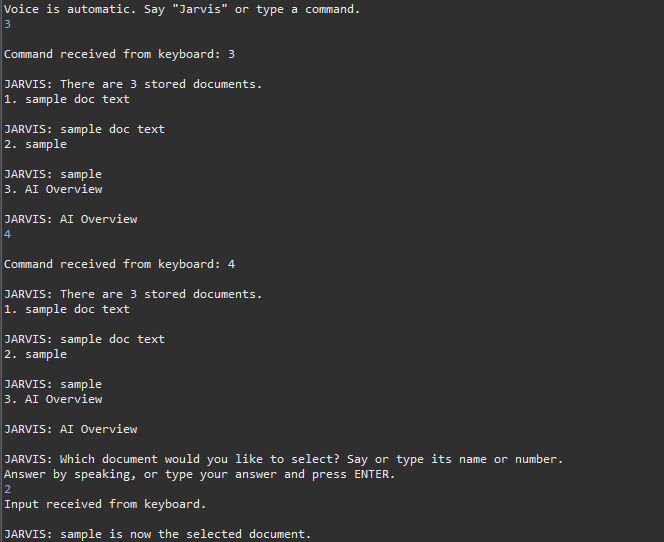 Voice is automatic. Say "Jarvis" or type a command.
3
Command received from keyboard: 3
JARVIS: There are 3 stored documents.
1. sample doc text
JARVIS: sample doc text
2. sample
JARVIS: sample
3. AI Overview
JARVIS: AI Overview
4
Command received from keyboard: 4
JARVIS: There are 3 stored documents.
1. sample doc text
JARVIS: sample doc text
2. sample
JARVIS: sample
3. AI Overview
JARVIS: AI Overview
JARVIS: Which document would you like to select? Say or type its name or number.
Answer by speaking, or type your answer and press ENTER.
2
Input received from keyboard.
JARVIS: sample is now the selected document.